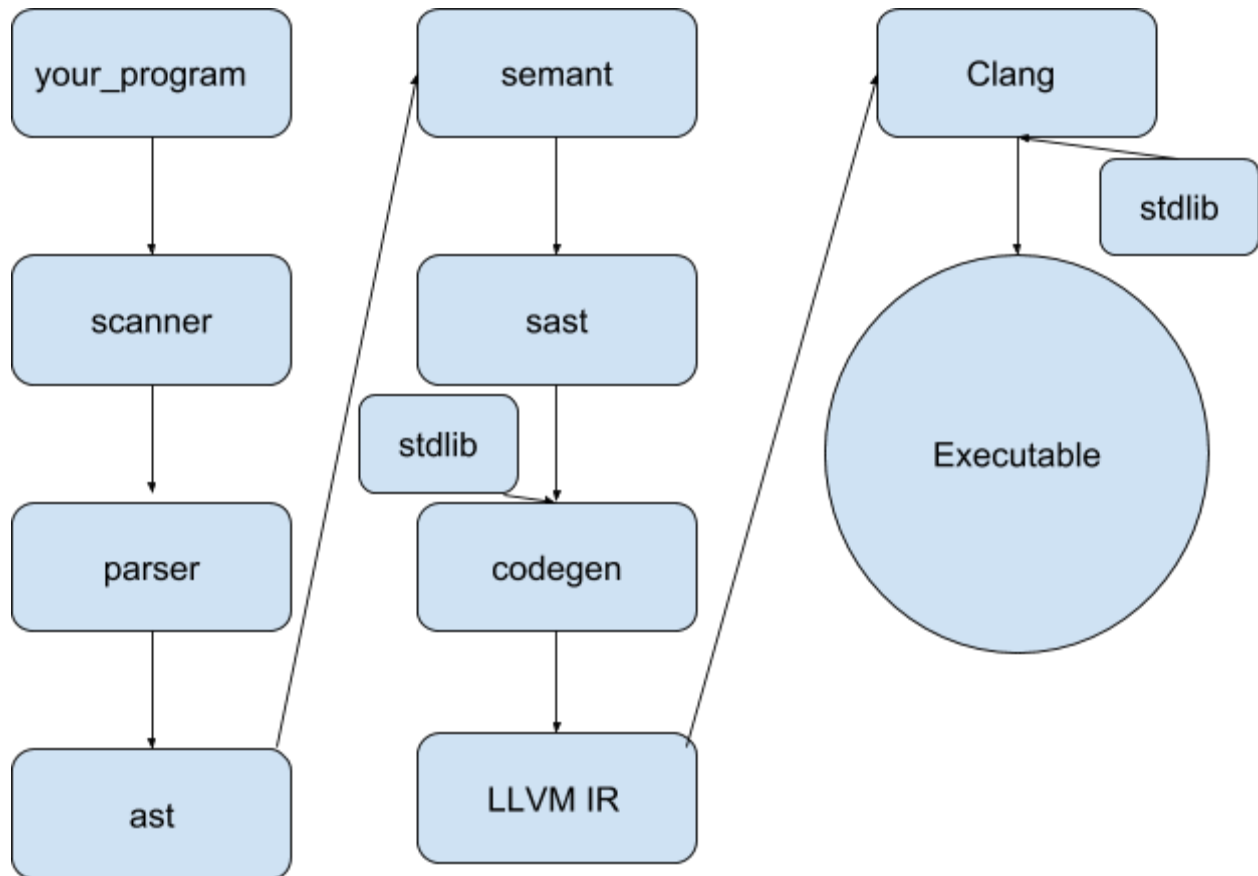 your_program
scanner
parser
ast
semant
sast
stdlib
codegen
LLVM IR
Clang
stdlib
Executable